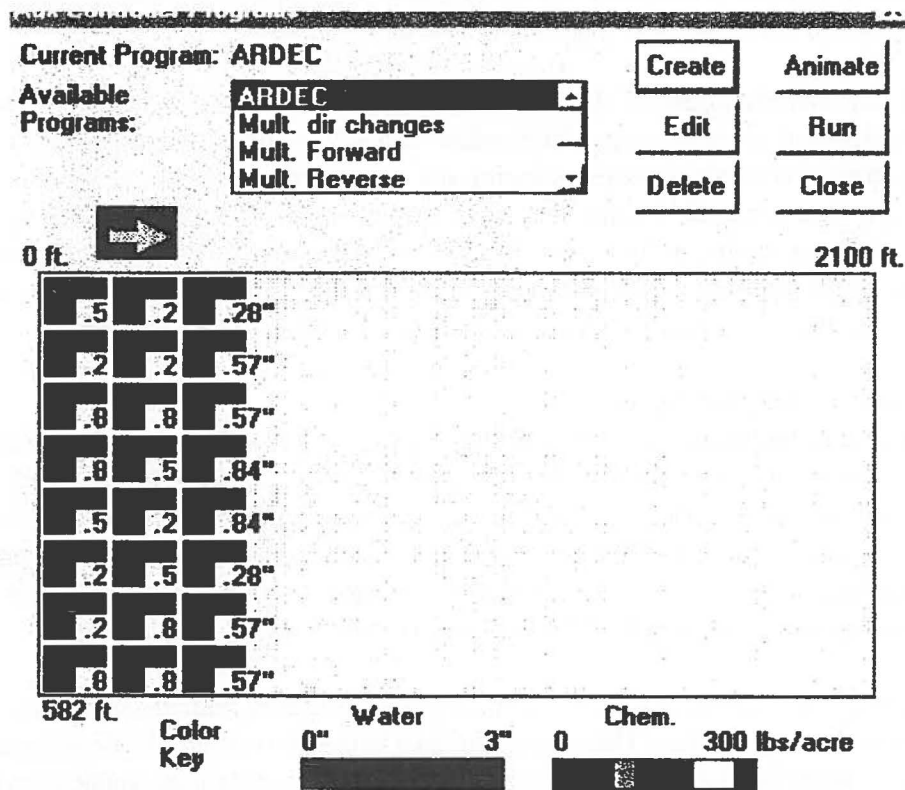 Current Program: ARDEC
Available Programs:
ARDEC
Mult. dir changes
Mult. Forward
Mult. Reverse
Create
Animate
Edit
Run
Delete
Close
0 ft.
2100 ft.
.5 .2 .28"
.2 .2 .57"
.8 .8 .57"
.8 .5 .84"
.5 .2 .84"
.2 .5 .28"
.2 .8 .57"
.8 .8 .57"
582 ft.
Color Key
Water
0" 3"
Chem.
0 300 lbs/acre